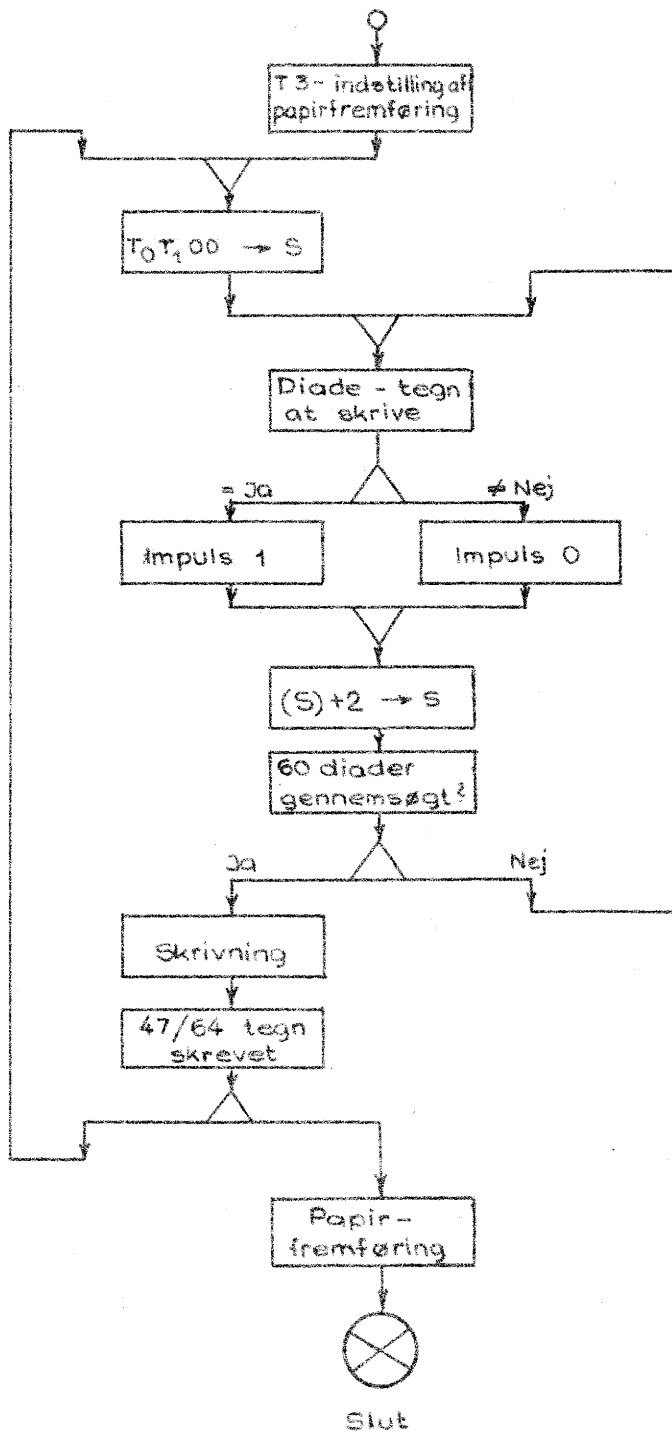 T3 - indstilling af
papirfremføring
T₀ r₁ 00 → S
Diade - tegn
at skrive
= Ja
≠ Nej
Impuls 1
Impuls 0
(S)+2 → S
60 diader
gennemsøgt?
Ja
Nej
Skrivning
47/64 tegn
skrevet
Papir-
fremføring
Slut